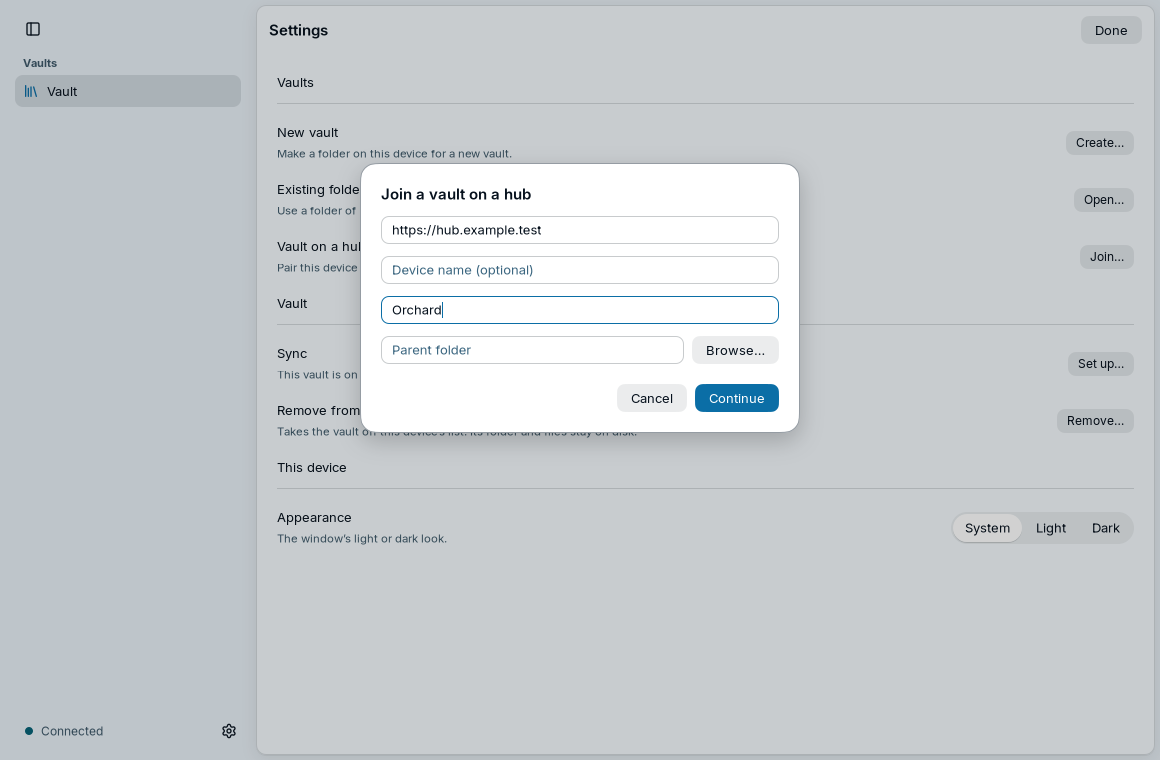 Settings
Done
Vaults
Vault
Vaults
New vault
Make a folder on this device for a new vault.
Create...
Existing folde
Use a folder of
Open...
Vault on a hu
Pair this device
Join...
Join a vault on a hub
https://hub.example.test
Device name (optional)
Orchard
Parent folder
Browse...
Cancel
Continue
Vault
Sync
This vault is on
Set up...
Remove from
Takes the vault off this device's list. Its folder and files stay on disk.
Remove...
This device
Appearance
The window's light or dark look.
System
Light
Dark
Connected